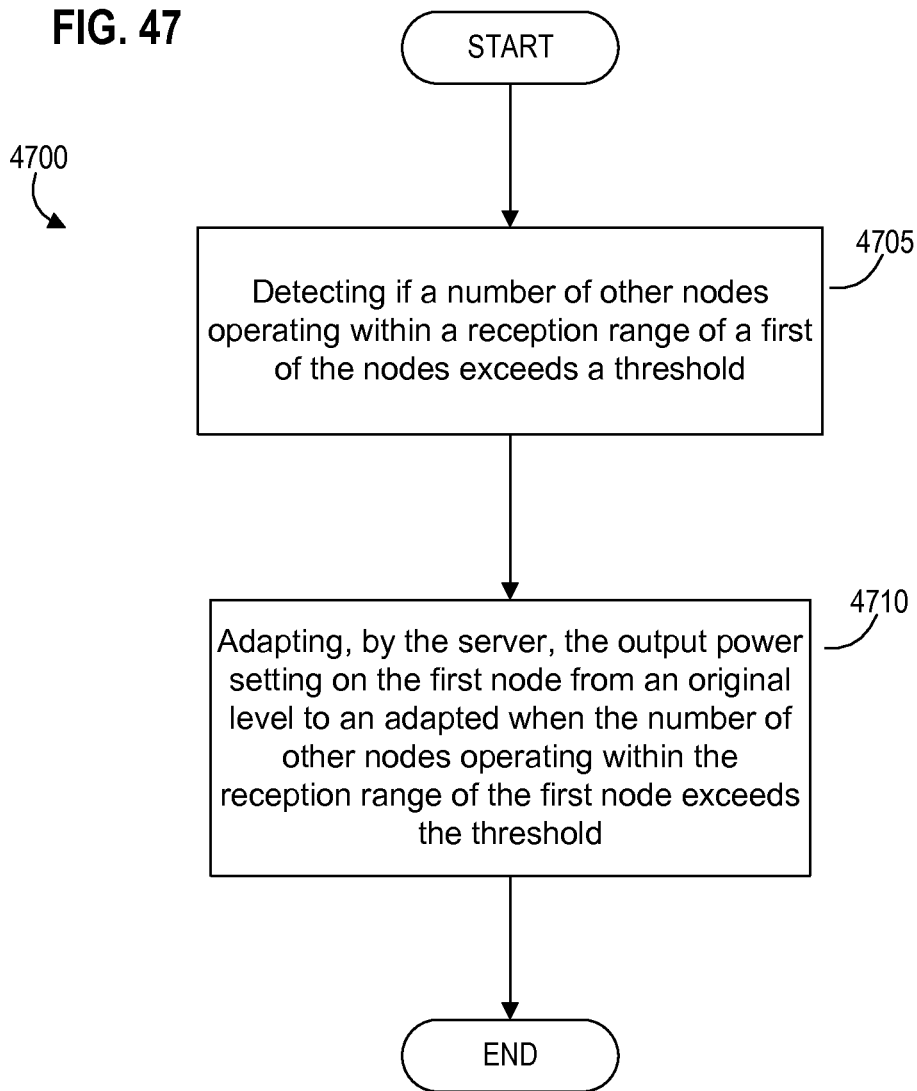 FIG. 47
START
4700
4705
Detecting if a number of other nodes
operating within a reception range of a first
of the nodes exceeds a threshold
4710
Adapting, by the server, the output power
setting on the first node from an original
level to an adapted when the number of
other nodes operating within the
reception range of the first node exceeds
the threshold
END